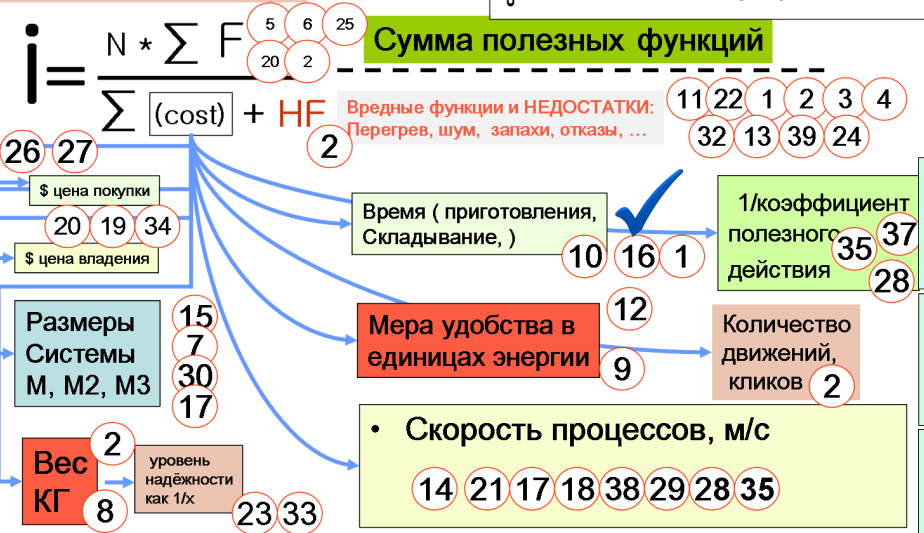 i = N * ∑ F 5 6 25
20 2
Сумма полезных функций
∑ (cost) + HF 2
Вредные функции и НЕДОСТАТКИ:
Перегрев, шум, запахи, отказы, ...
11 22 1 2 3 4
32 13 39 24
26 27
$ цена покупки
20 19 34
$ цена владения
Время ( приготовления,
Складывание, )
10 16 1
1/коэффициент
полезного
действия
35 37
28
Размеры
Системы
М, М2, М3
15
7
30
17
Мера удобства в
единицах энергии
12
9
Количество
движений,
кликов 2
Вес
КГ
2
8
уровень
надёжности
как 1/х
23 33
• Скорость процессов, м/с
14 21 17 18 38 29 28 35